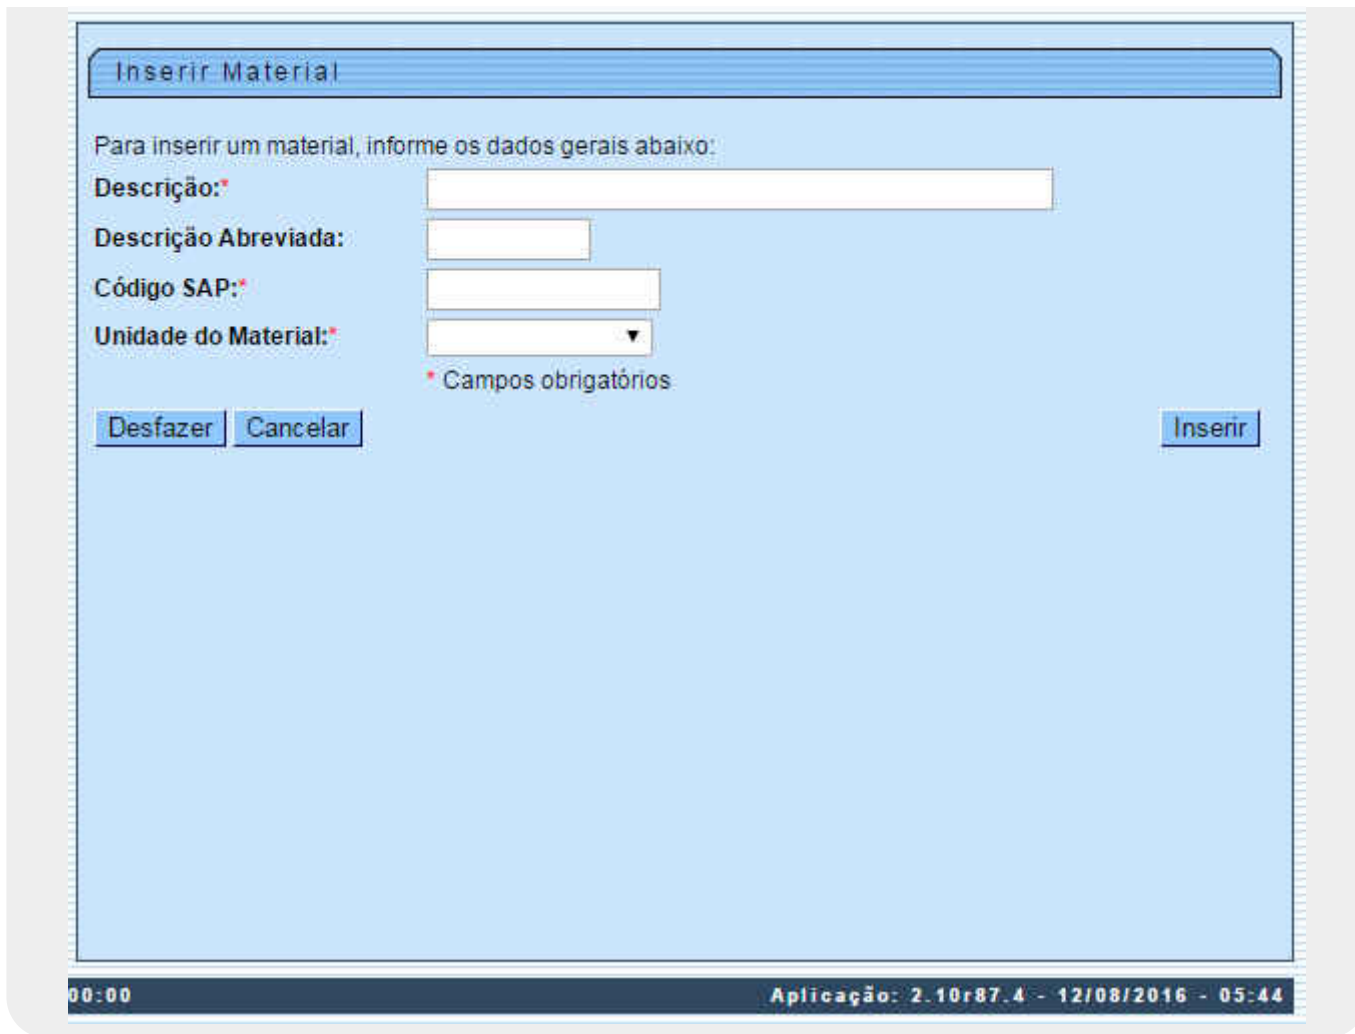 Inserir Material
Para inserir um material, informe os dados gerais abaixo:
Descrição:*
Descrição Abreviada:
Código SAP:*
Unidade do Material:*
* Campos obrigatórios
Desfazer Cancelar Inserir
00:00 Aplicação: 2.10r87.4 - 12/08/2016 - 05:44